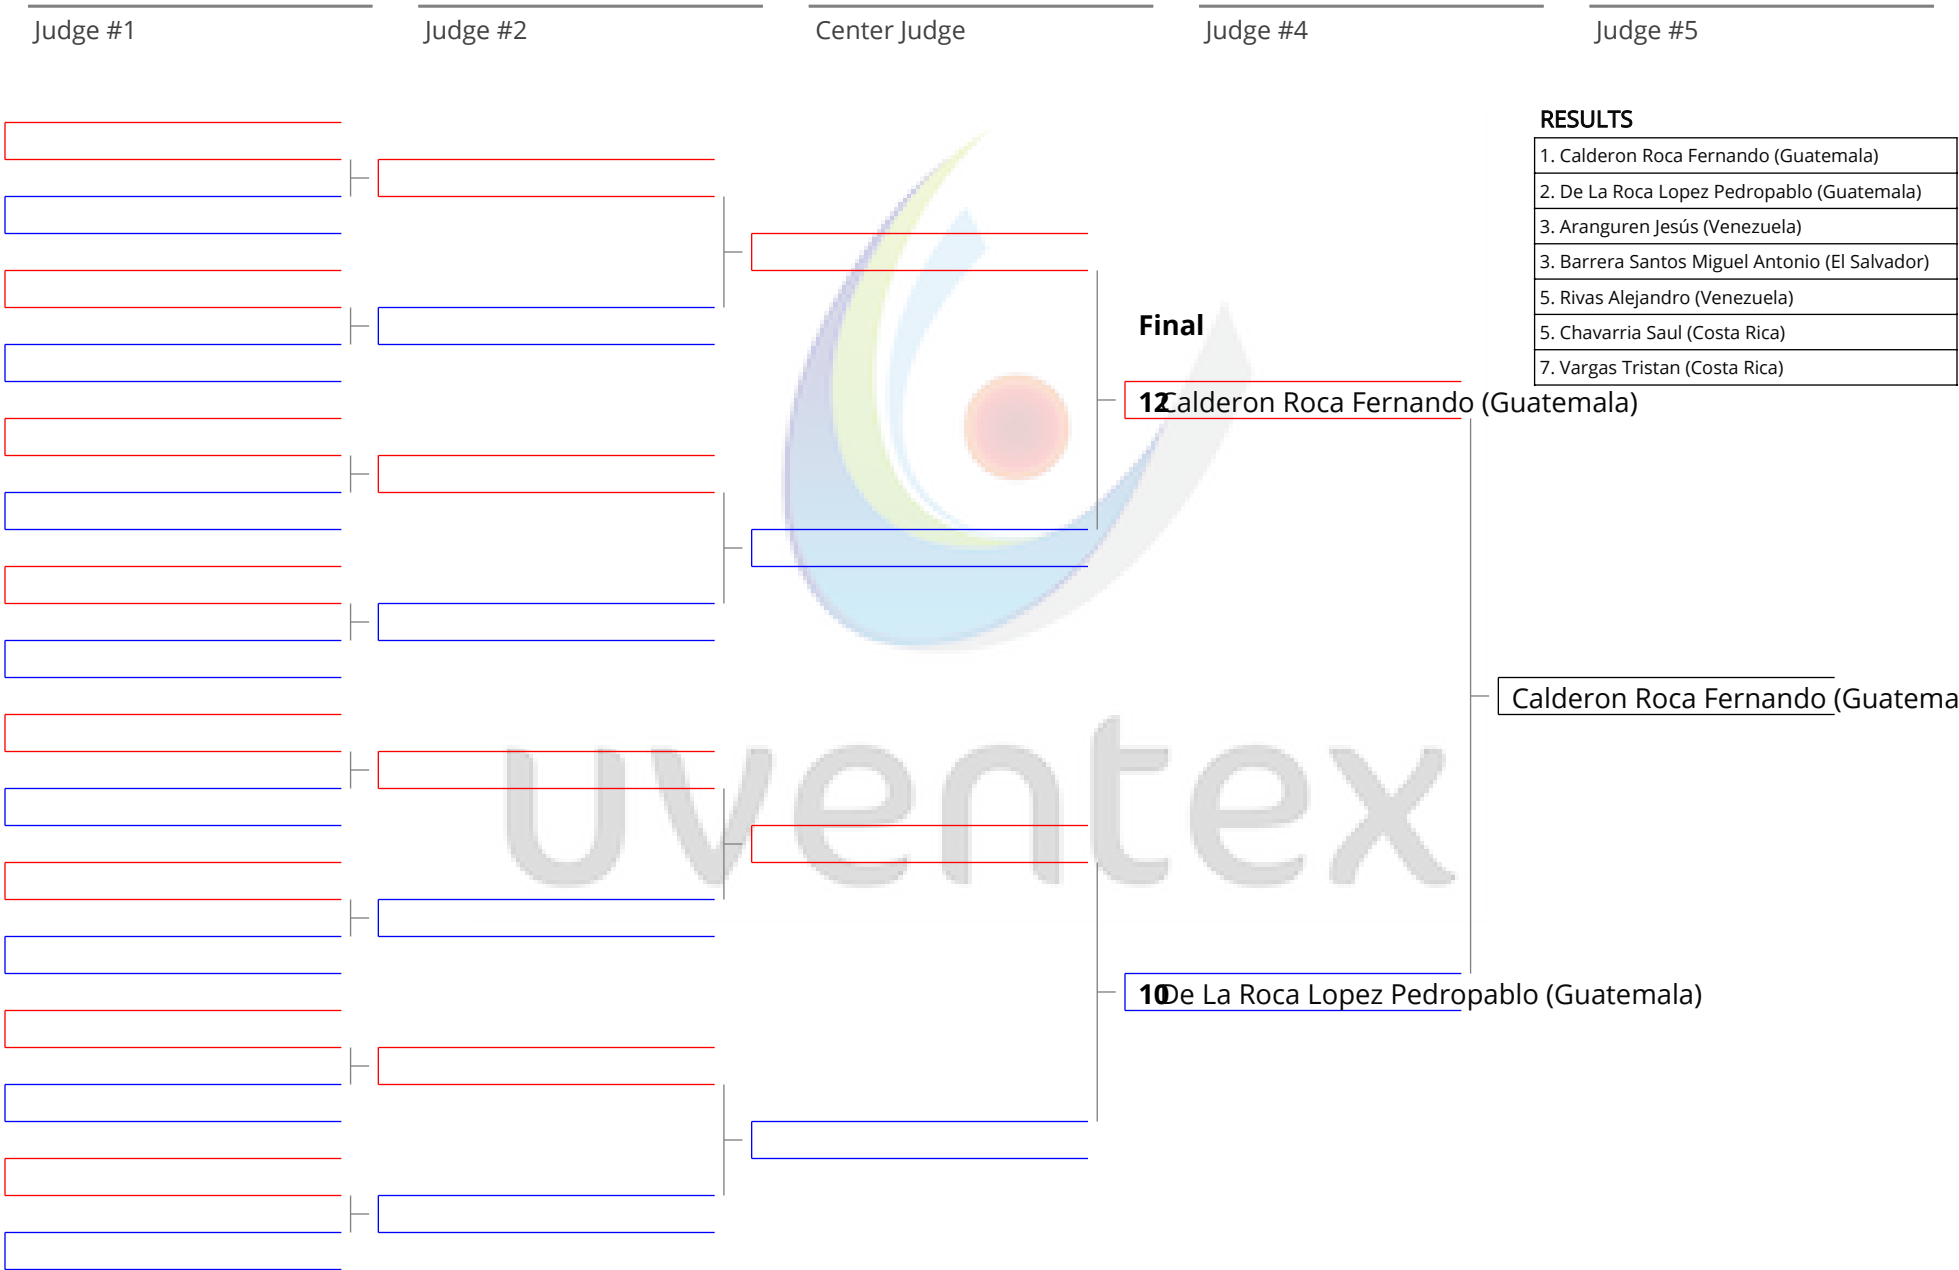 Judge #1
Judge #2
Center Judge
Judge #4
Judge #5
RESULTS
1. Calderon Roca Fernando (Guatemala)
2. De La Roca Lopez Pedropablo (Guatemala)
3. Aranguren Jesús (Venezuela)
3. Barrera Santos Miguel Antonio (El Salvador)
5. Rivas Alejandro (Venezuela)
5. Chavarria Saul (Costa Rica)
7. Vargas Tristan (Costa Rica)
Final
12 Calderon Roca Fernando (Guatemala)
Calderon Roca Fernando (Guatema
uventex
10 De La Roca Lopez Pedropablo (Guatemala)